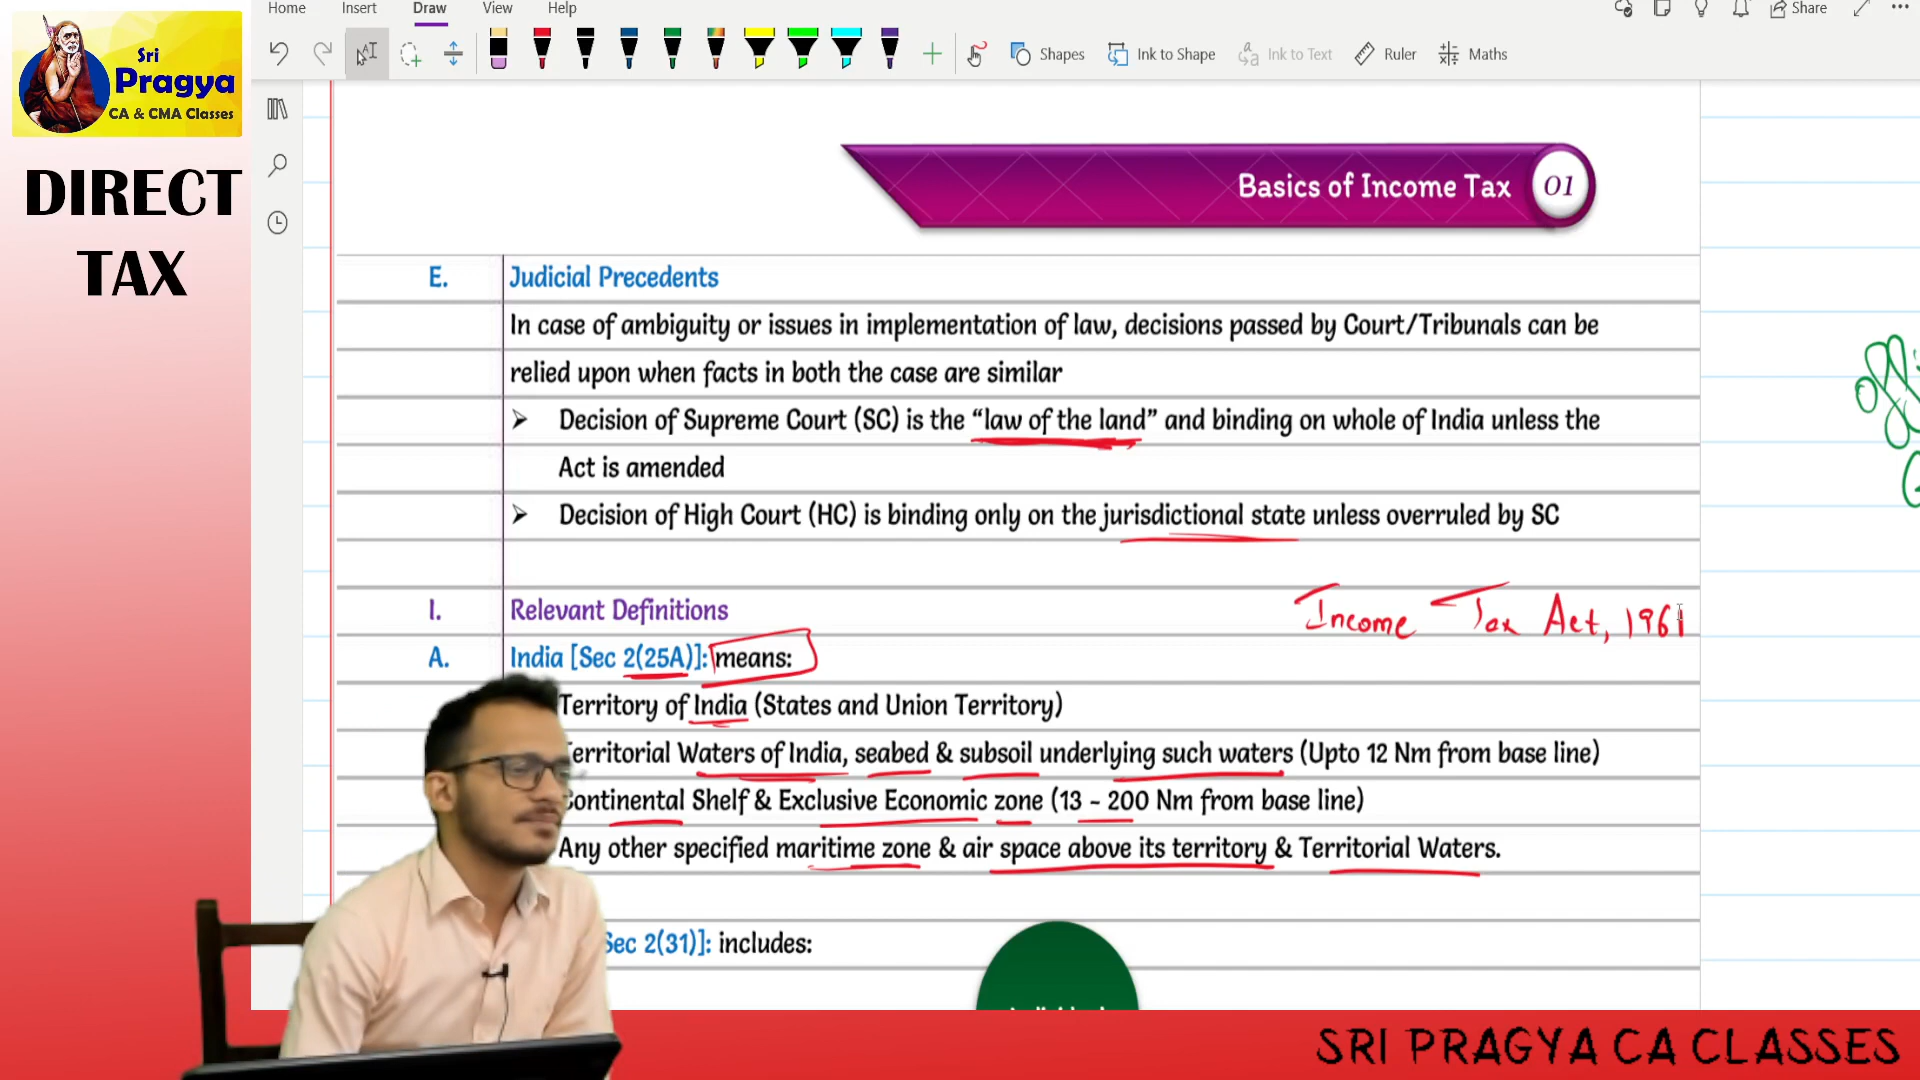 Home Insert Draw View Help
Share
Shapes Ink to Shape Ink to Text Ruler Maths
Sri
Pragya
CA & CMA Classes
DIRECT
TAX
Basics of Income Tax 01
E. Judicial Precedents
In case of ambiguity or issues in implementation of law, decisions passed by Court/Tribunals can be
relied upon when facts in both the case are similar
➢ Decision of Supreme Court (SC) is the “law of the land” and binding on whole of India unless the
Act is amended
➢ Decision of High Court (HC) is binding only on the jurisdictional state unless overruled by SC
I. Relevant Definitions
Income Tax Act, 1961
A. India [Sec 2(25A)]: means:
Territory of India (States and Union Territory)
Territorial Waters of India, seabed & subsoil underlying such waters (Upto 12 Nm from base line)
Continental Shelf & Exclusive Economic zone (13 - 200 Nm from base line)
Any other specified maritime zone & air space above its territory & Territorial Waters.
Sec 2(31)]: includes:
SRI PRAGYA CA CLASSES